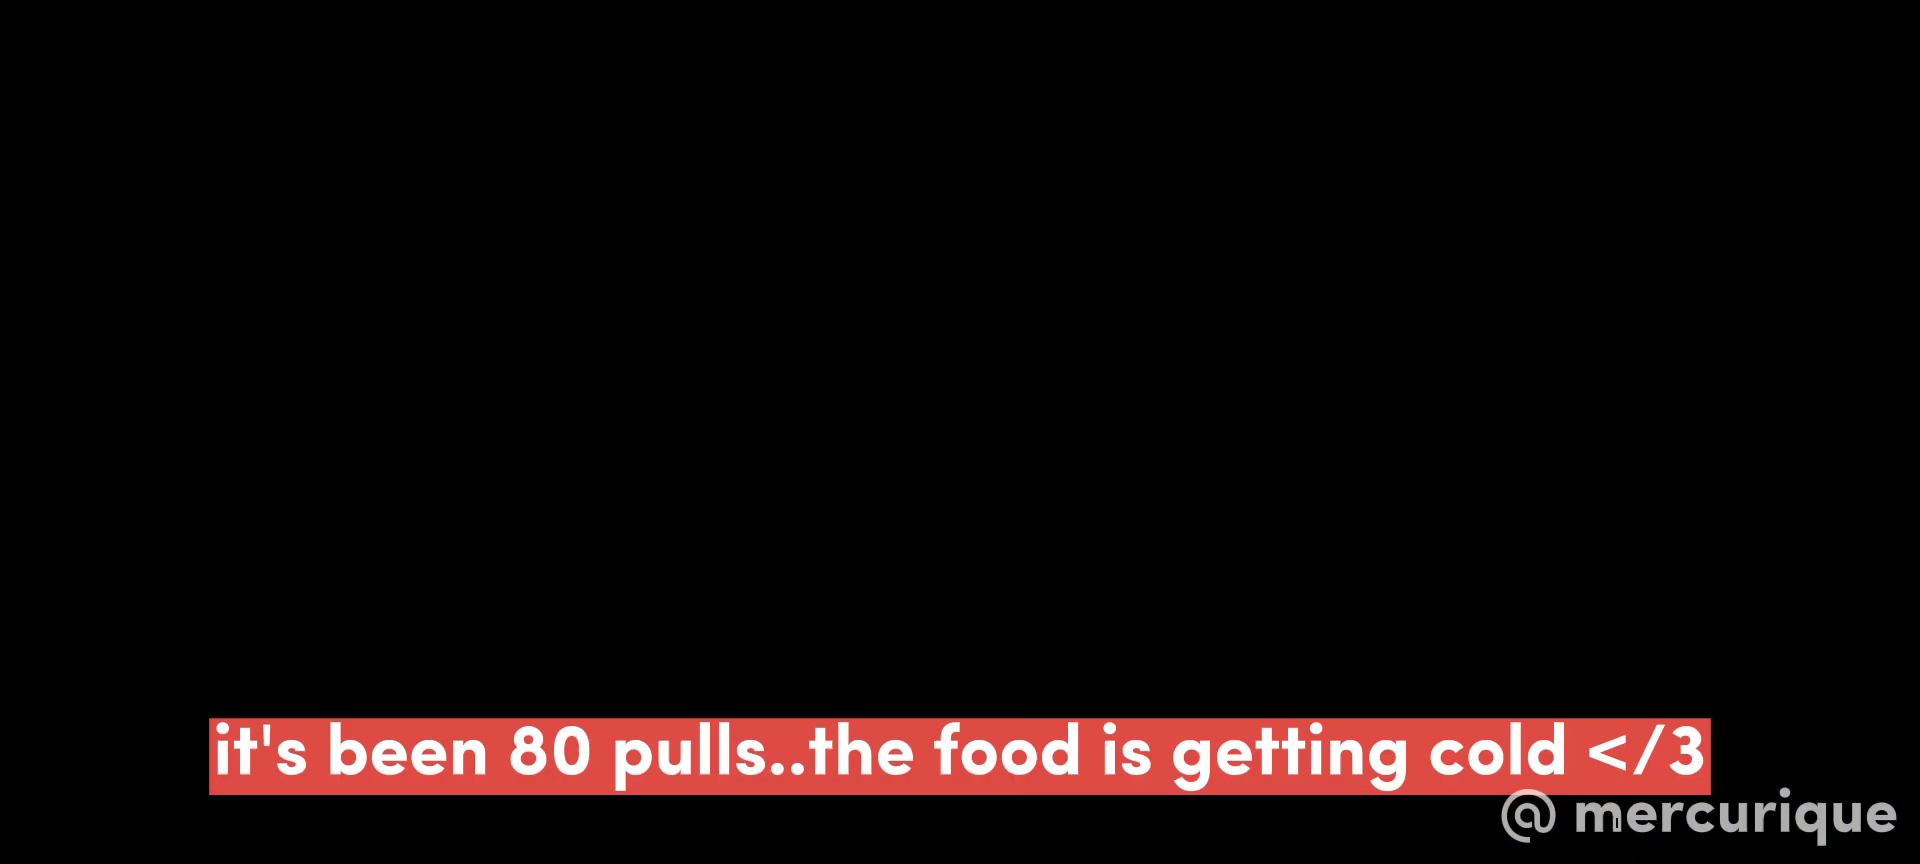 it's been 80 pulls..the food is getting cold </3
@ mercurique